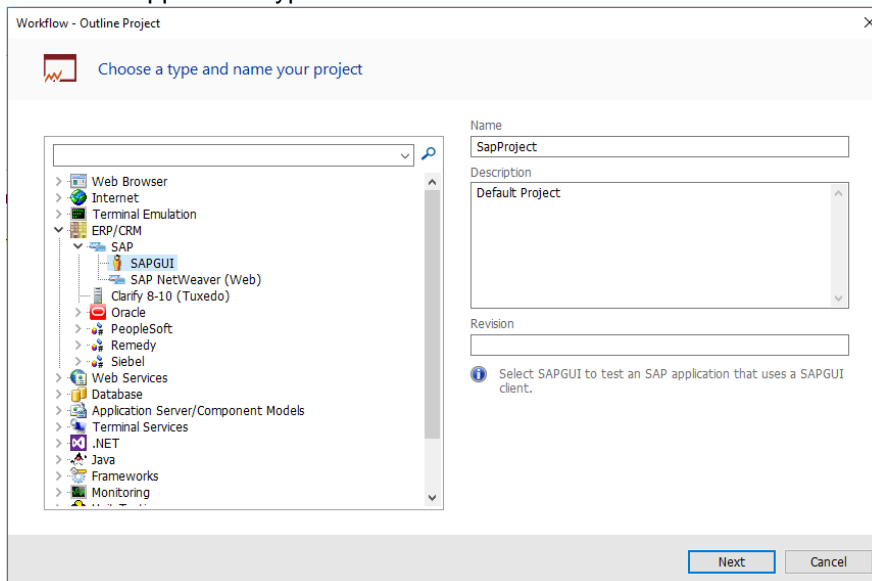 Workflow - Outline Project
Choose a type and name your project
Name
SapProject
Description
Default Project
Revision
Select SAPGUI to test an SAP application that uses a SAPGUI
client.
Web Browser
Internet
Terminal Emulation
ERP/CRM
SAP
SAPGUI
SAP NetWeaver (Web)
Clarify 8-10 (Tuxedo)
Oracle
PeopleSoft
Remedy
Siebel
Web Services
Database
Application Server/Component Models
Terminal Services
.NET
Java
Frameworks
Monitoring
Next
Cancel